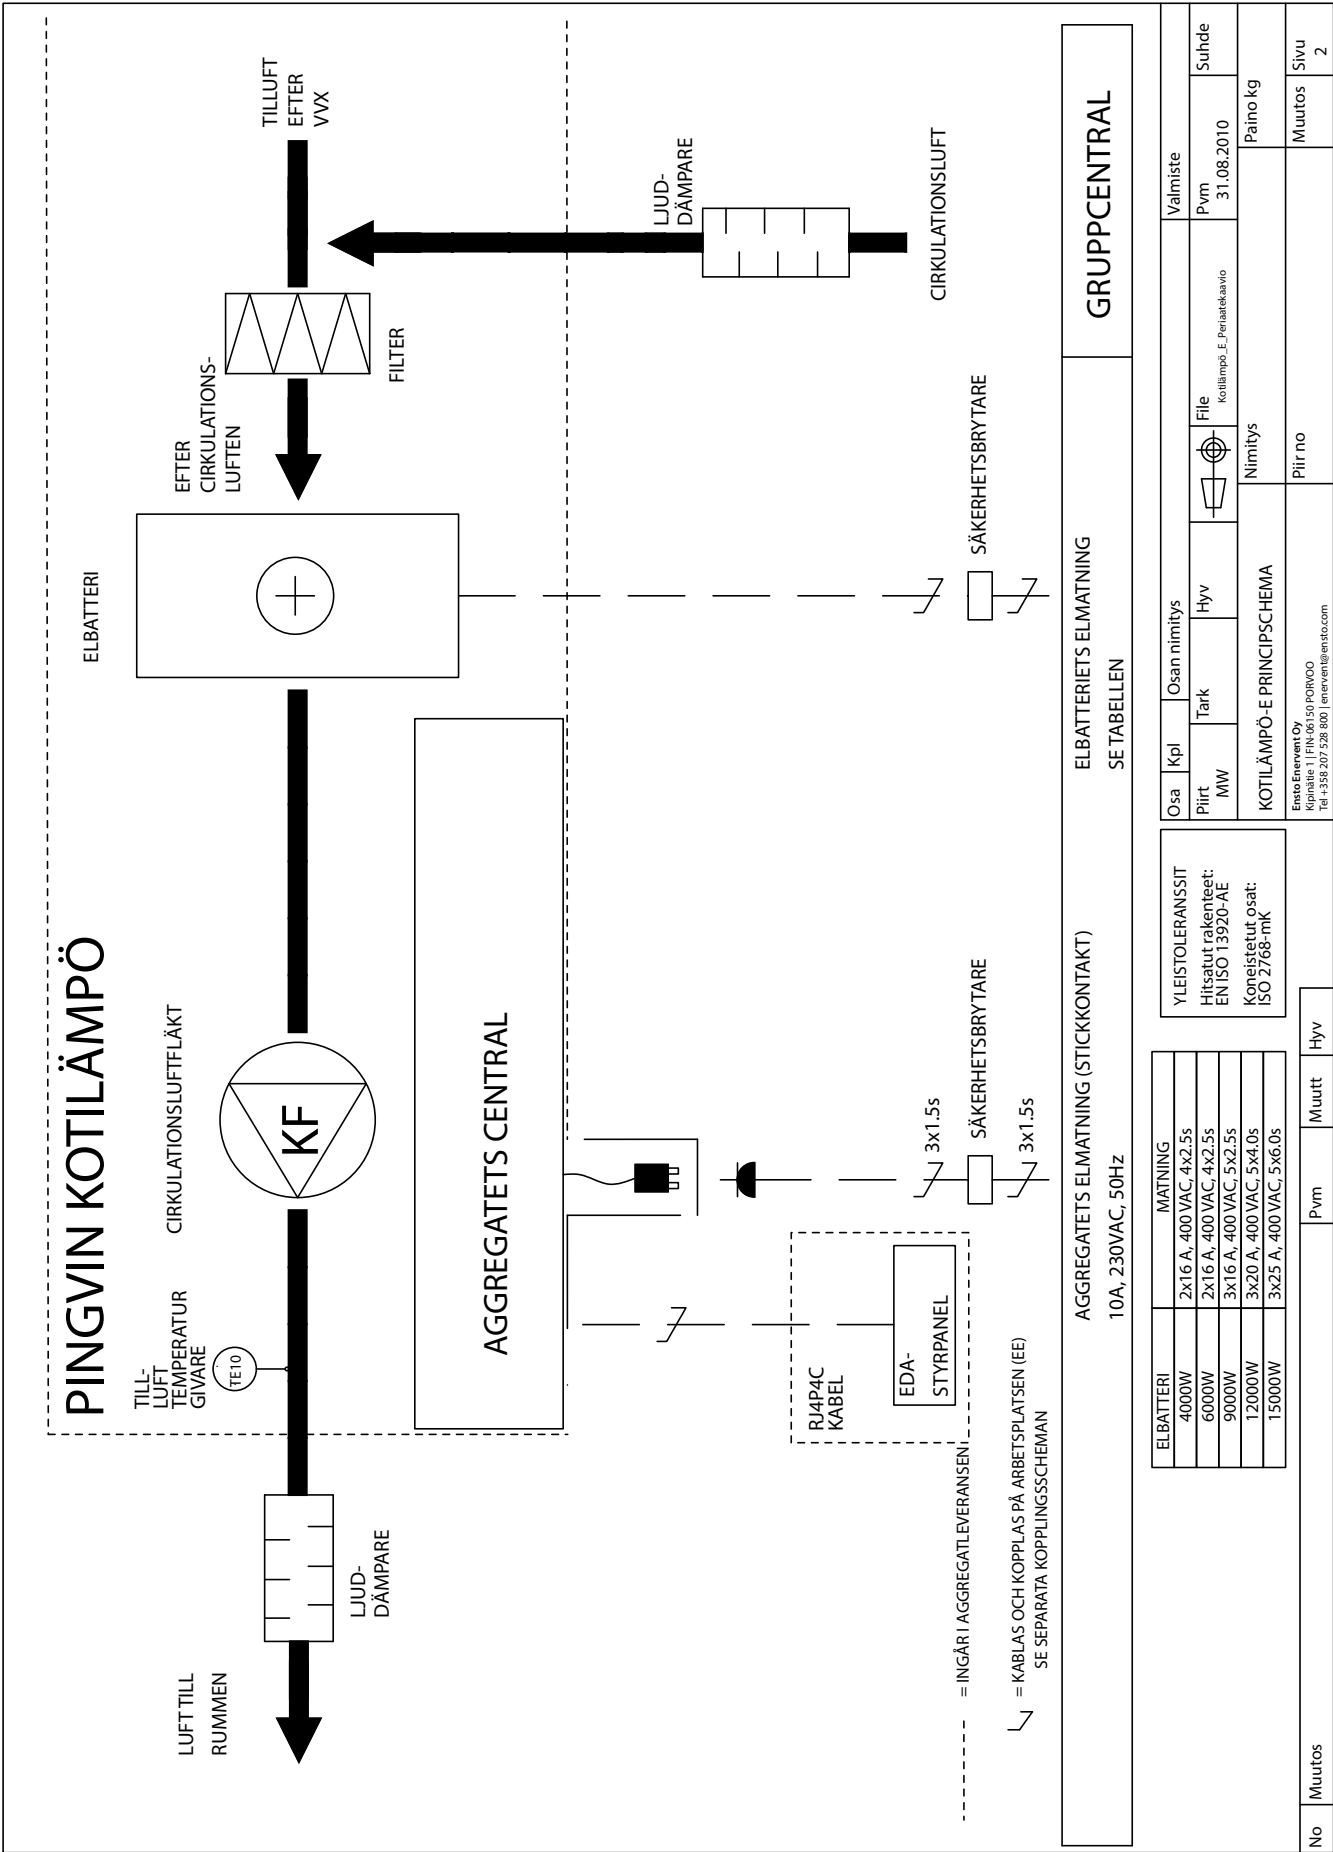 PINGVIN KOTILÄMPÖ
LUFT TILL
RUMMEN
LJUD-
DÄMPARE
TILL-
LUFT
TEMPERATUR
GIVARE
TE10
CIRKULATIONSLUFTFLÄKT
KF
ELBATTERI
EFTER
CIRKULATIONS-
LUFTEN
FILTER
TILLUFT
EFTER
VVX
LJUD-
DÄMPARE
CIRKULATIONSLUFT
AGGREGATETS CENTRAL
RJ4P4C
KABEL
EDA-
STYRPANEL
3x1.5s
SÄKERHETSBRYTARE
3x1.5s
SÄKERHETSBRYTARE
= INGÅR I AGGREGATLEVERANSEN
= KABLAS OCH KOPPLAS PÅ ARBETSPLATSEN (EE)
SE SEPARATA KOPPLINGSSCHEMAN
AGGREGATETS ELMATNING (STICKKONTAKT)
10A, 230VAC, 50Hz
ELBATTERIETS ELMATNING
SE TABELLEN
GRUPPCENTRAL
ELBATTERI MATNING
4000W 2x16 A, 400 VAC, 4x2.5s
6000W 2x16 A, 400 VAC, 4x2.5s
9000W 3x16 A, 400 VAC, 5x2.5s
12000W 3x20 A, 400 VAC, 5x4.0s
15000W 3x25 A, 400 VAC, 5x6.0s
YLEISTOLERANSSIT
Hitsatut rakenteet:
EN ISO 13920-AE
Koneistetut osat:
ISO 2768-mK
Osa Kpl Osan nimitys Valmiste
Piirt Tark Hyv File Pvm Suhde
MW Kotilämpö_E_Periaatekaavio 31.08.2010
KOTILÄMPÖ-E PRINCIPSCHEMA
Nimitys Paino kg
Ensto Enervent Oy
Kipinätie 1 | FIN-06150 PORVOO
Tel +358 207 528 800 | enervent@ensto.com
Piir no Muutos Sivu
2
No Muutos Pvm Muutt Hyv